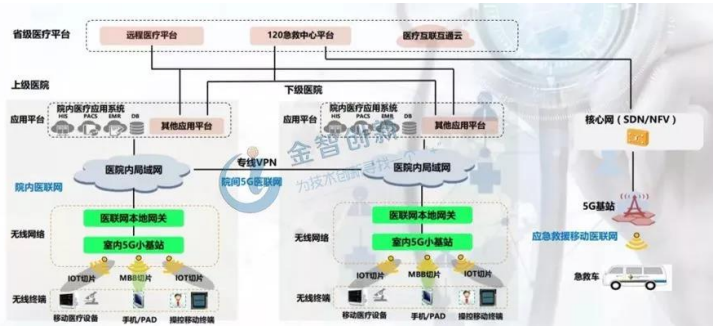 省级医疗平台
远程医疗平台
120急救中心平台
医疗互联互通云
上级医院
下级医院
院内医疗应用系统
HIS PACS EMR DB
应用平台
其他应用平台
院内医疗应用系统
HIS PACS EMR DB
应用平台
其他应用平台
核心网（SDN/NFV）
医院内局域网
专线VPN
院间5G医联网
医院内局域网
院内医联网
金智创新
为技术创新寻找
5G基站
医联网本地网关
医联网本地网关
无线网络
室内5G小基站
无线网络
室内5G小基站
应急救援移动医联网
IOT切片 MBB切片 IOT切片
IOT切片 MBB切片 IOT切片
急救车
无线终端
无线终端
移动医疗设备 手机/PAD 操控移动终端
移动医疗设备 手机/PAD 操控移动终端